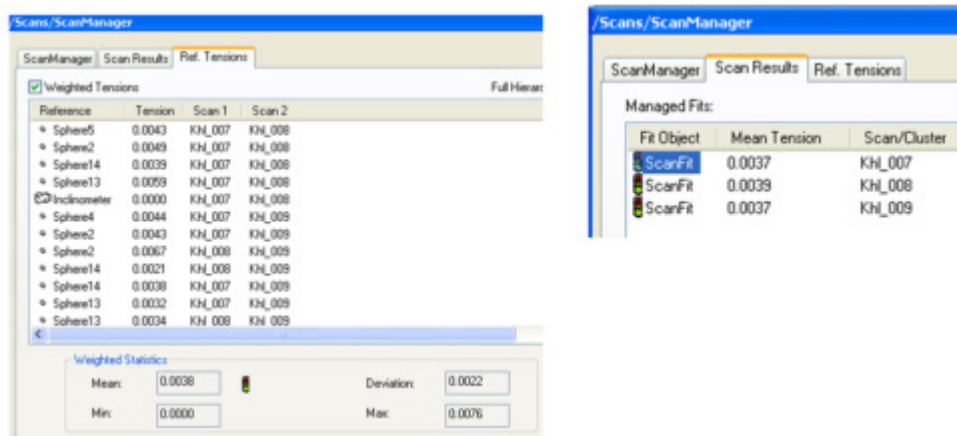 /Scans/ScanManager
ScanManager Scan Results Ref. Tensions
Weighted Tensions Full Hierarc
Reference Tension Scan 1 Scan 2
Sphere5 0.0043 Khl_007 Khl_008
Sphere2 0.0049 Khl_007 Khl_008
Sphere14 0.0039 Khl_007 Khl_008
Sphere13 0.0059 Khl_007 Khl_008
Inclinometer 0.0000 Khl_007 Khl_008
Sphere4 0.0044 Khl_007 Khl_009
Sphere2 0.0043 Khl_007 Khl_009
Sphere2 0.0067 Khl_008 Khl_009
Sphere14 0.0021 Khl_008 Khl_009
Sphere14 0.0038 Khl_007 Khl_009
Sphere13 0.0032 Khl_007 Khl_009
Sphere13 0.0034 Khl_008 Khl_009
Weighted Statistics
Mean: 0.0038 Deviation: 0.0022
Min: 0.0000 Max: 0.0076
/Scans/ScanManager
ScanManager Scan Results Ref. Tensions
Managed Fits:
Fit Object Mean Tension Scan/Cluster
ScanFit 0.0037 Khl_007
ScanFit 0.0039 Khl_008
ScanFit 0.0037 Khl_009